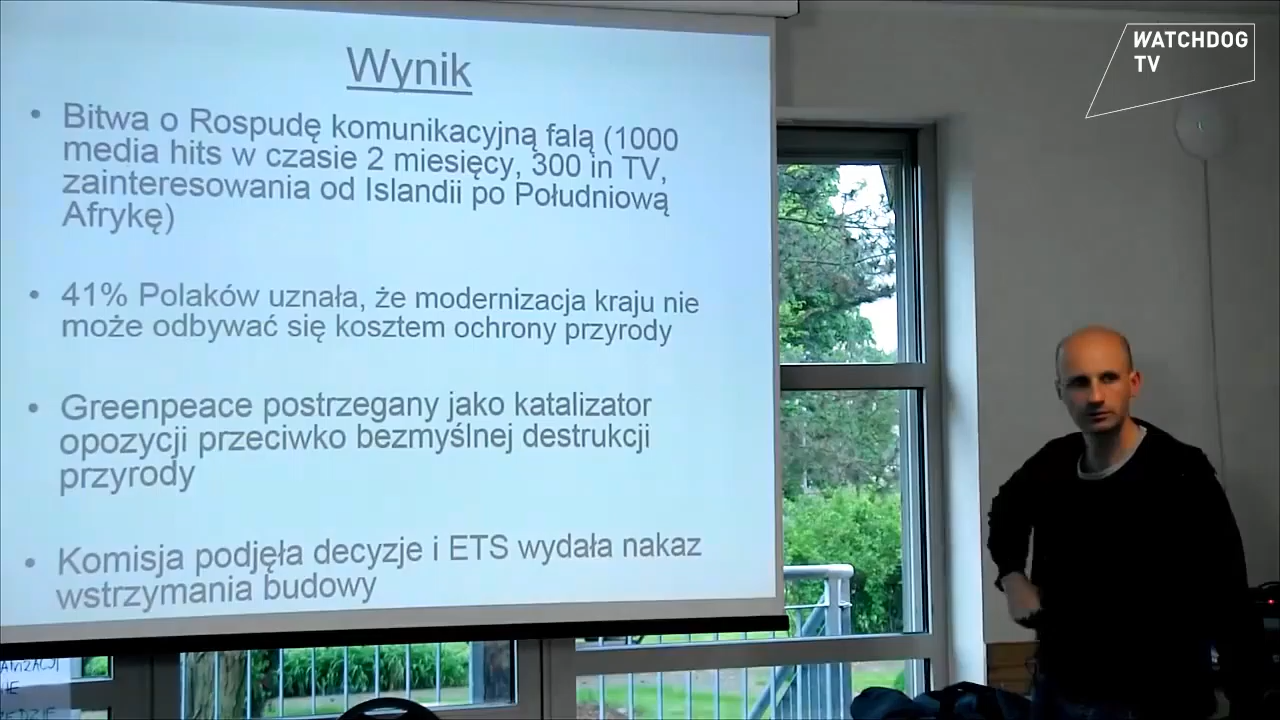 WATCHDOG
TV
Wynik
• Bitwa o Rospudę komunikacyjną falą (1000
media hits w czasie 2 miesięcy, 300 in TV,
zainteresowania od Islandii po Południową
Afrykę)
• 41% Polaków uznała, że modernizacja kraju nie
może odbywać się kosztem ochrony przyrody
• Greenpeace postrzegany jako katalizator
opozycji przeciwko bezmyślnej destrukcji
przyrody
• Komisja podjęła decyzje i ETS wydała nakaz
wstrzymania budowy